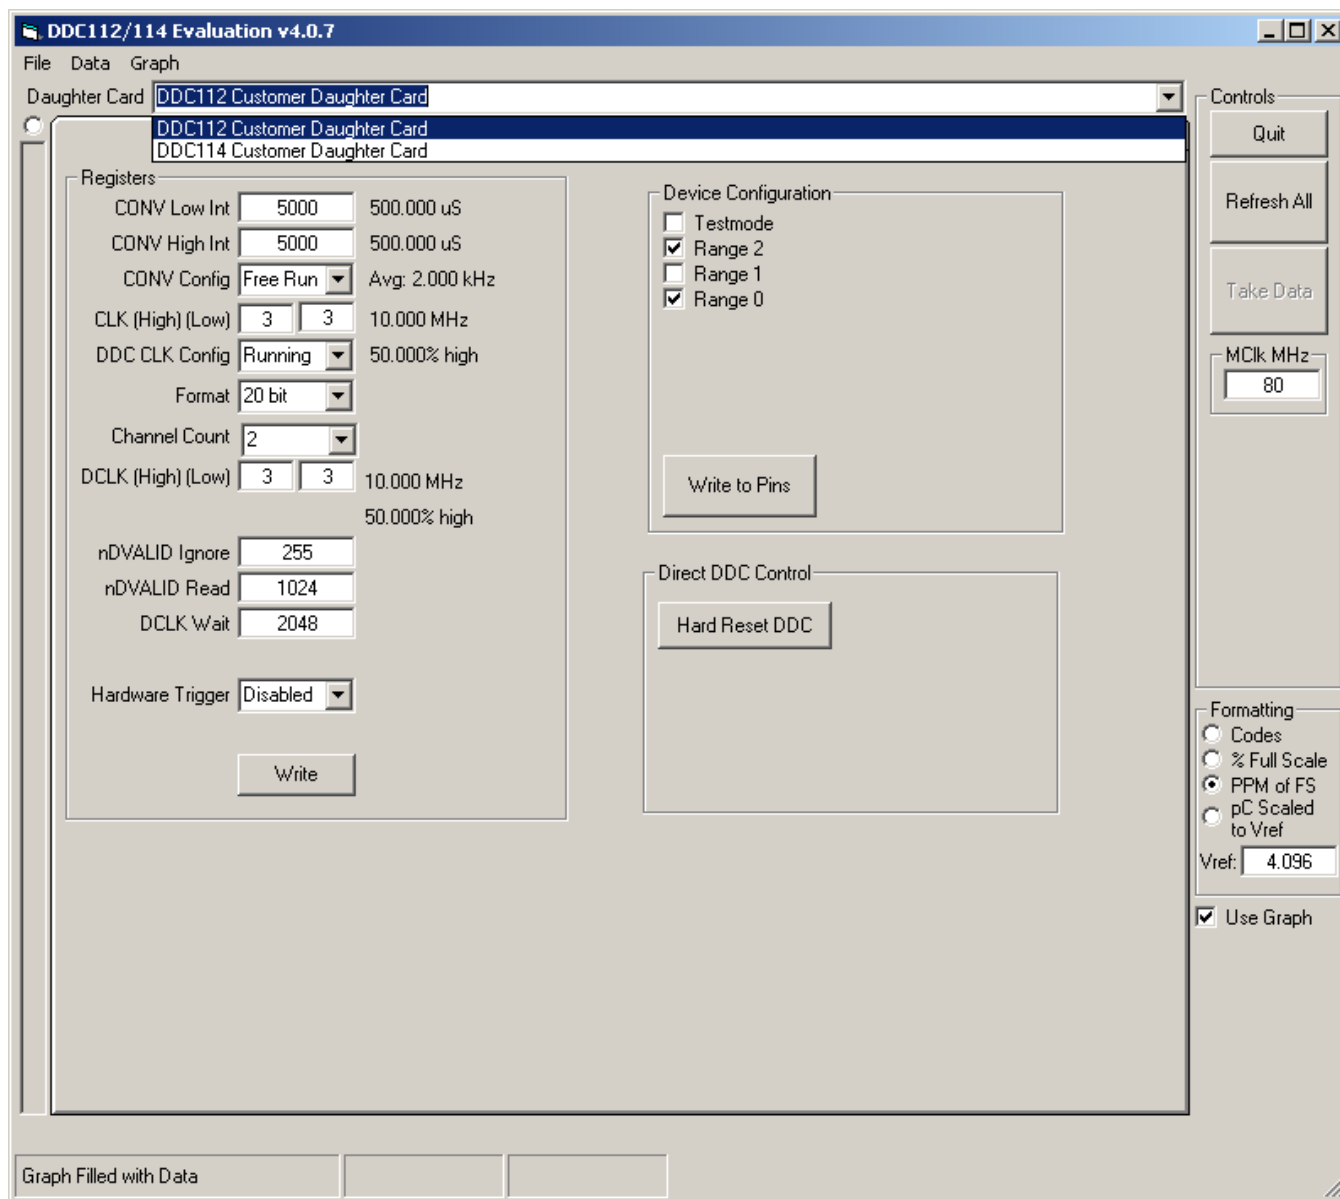 DDC112/114 Evaluation v4.0.7
File Data Graph
Daughter Card DDC112 Customer Daughter Card
DDC112 Customer Daughter Card
DDC114 Customer Daughter Card
Registers
CONV Low Int 5000 500.000 uS
CONV High Int 5000 500.000 uS
CONV Config Free Run Avg: 2.000 kHz
CLK (High) (Low) 3 3 10.000 MHz
DDC CLK Config Running 50.000% high
Format 20 bit
Channel Count 2
DCLK (High) (Low) 3 3 10.000 MHz
50.000% high
nDVALID Ignore 255
nDVALID Read 1024
DCLK Wait 2048
Hardware Trigger Disabled
Write
Device Configuration
Testmode
Range 2
Range 1
Range 0
Write to Pins
Direct DDC Control
Hard Reset DDC
Controls
Quit
Refresh All
Take Data
MClk MHz
80
Formatting
Codes
% Full Scale
PPM of FS
pC Scaled
to Vref
Vref: 4.096
Use Graph
Graph Filled with Data